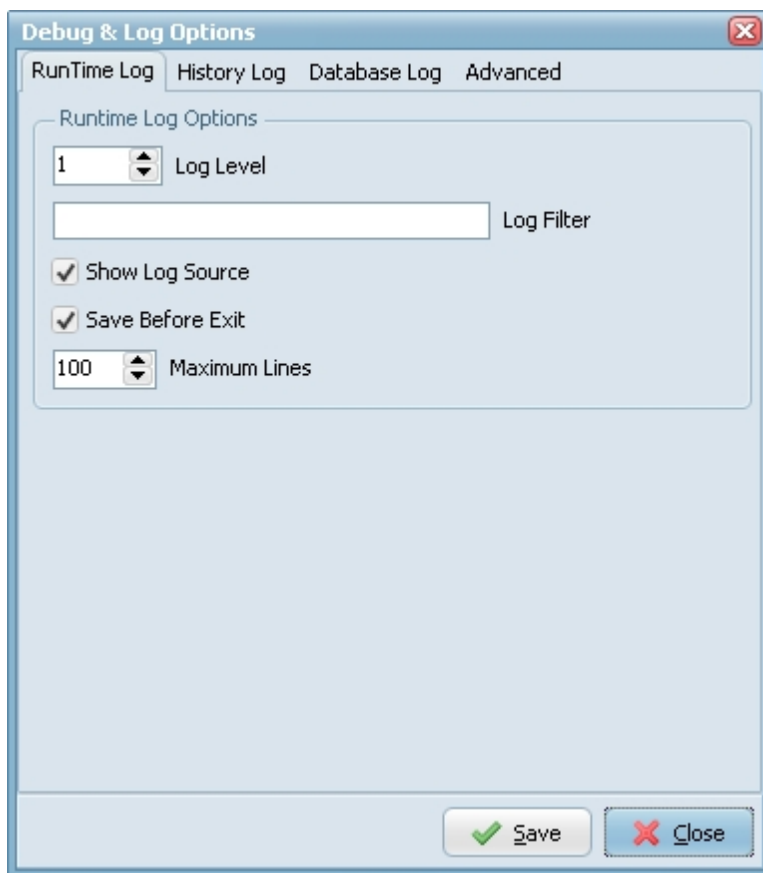 Debug & Log Options
RunTime Log History Log Database Log Advanced
Runtime Log Options
1 Log Level
Log Filter
Show Log Source
Save Before Exit
100 Maximum Lines
Save Close